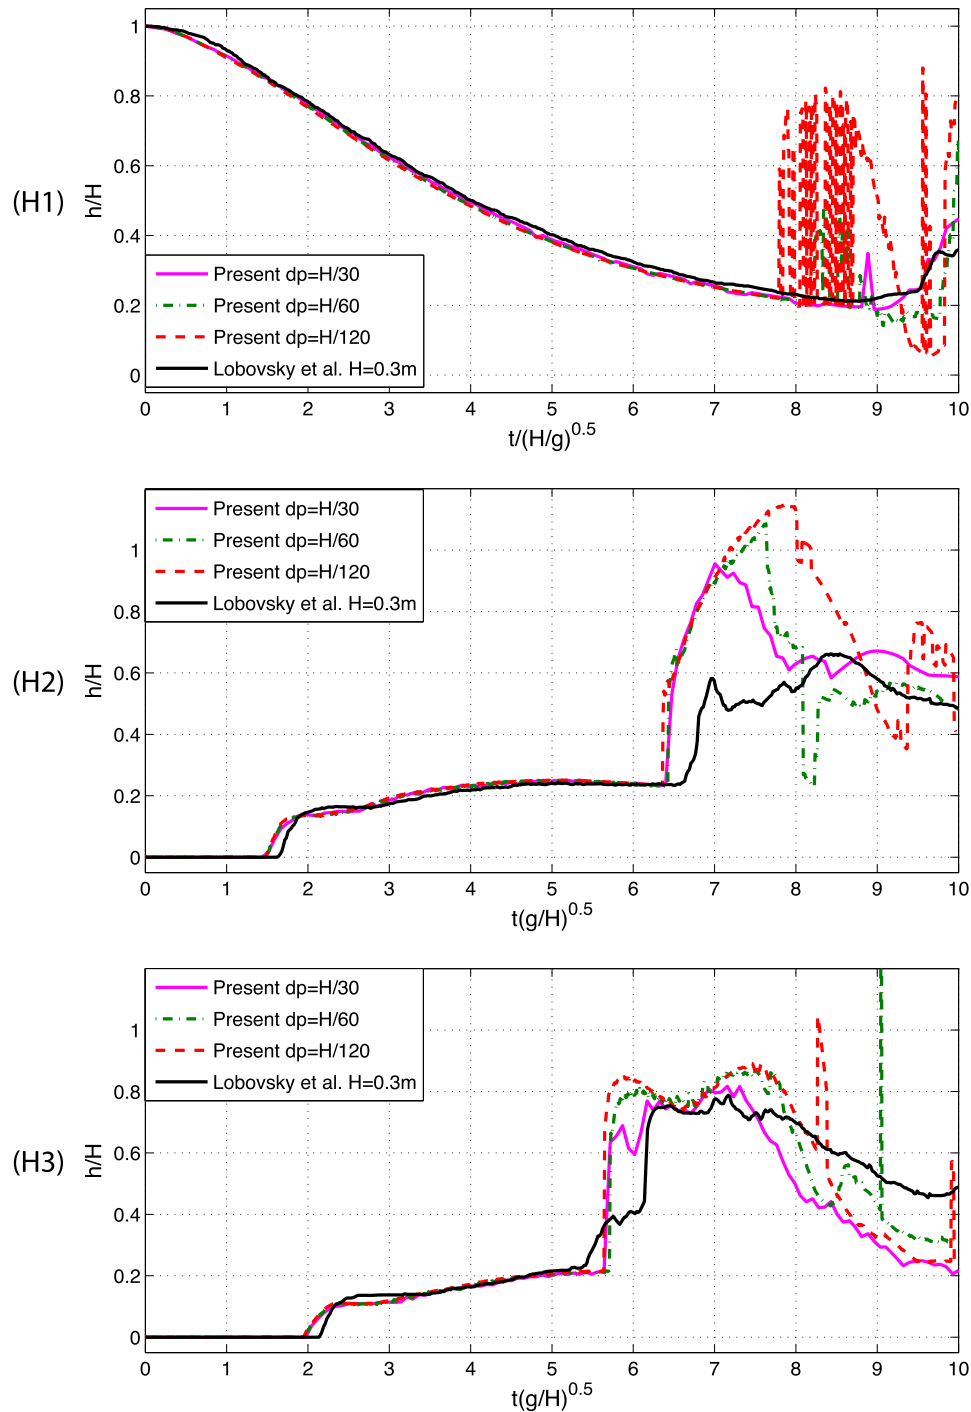 1
0.8
0.6
0.4
0.2
0
(H1)
h/H
Present dp=H/30
Present dp=H/60
Present dp=H/120
Lobovsky et al. H=0.3m
0 1 2 3 4 5 6 7 8 9 10
t/(H/g)^0.5
1
0.8
0.6
0.4
0.2
0
(H2)
h/H
Present dp=H/30
Present dp=H/60
Present dp=H/120
Lobovsky et al. H=0.3m
0 1 2 3 4 5 6 7 8 9 10
t(g/H)^0.5
1
0.8
0.6
0.4
0.2
0
(H3)
h/H
Present dp=H/30
Present dp=H/60
Present dp=H/120
Lobovsky et al. H=0.3m
0 1 2 3 4 5 6 7 8 9 10
t(g/H)^0.5